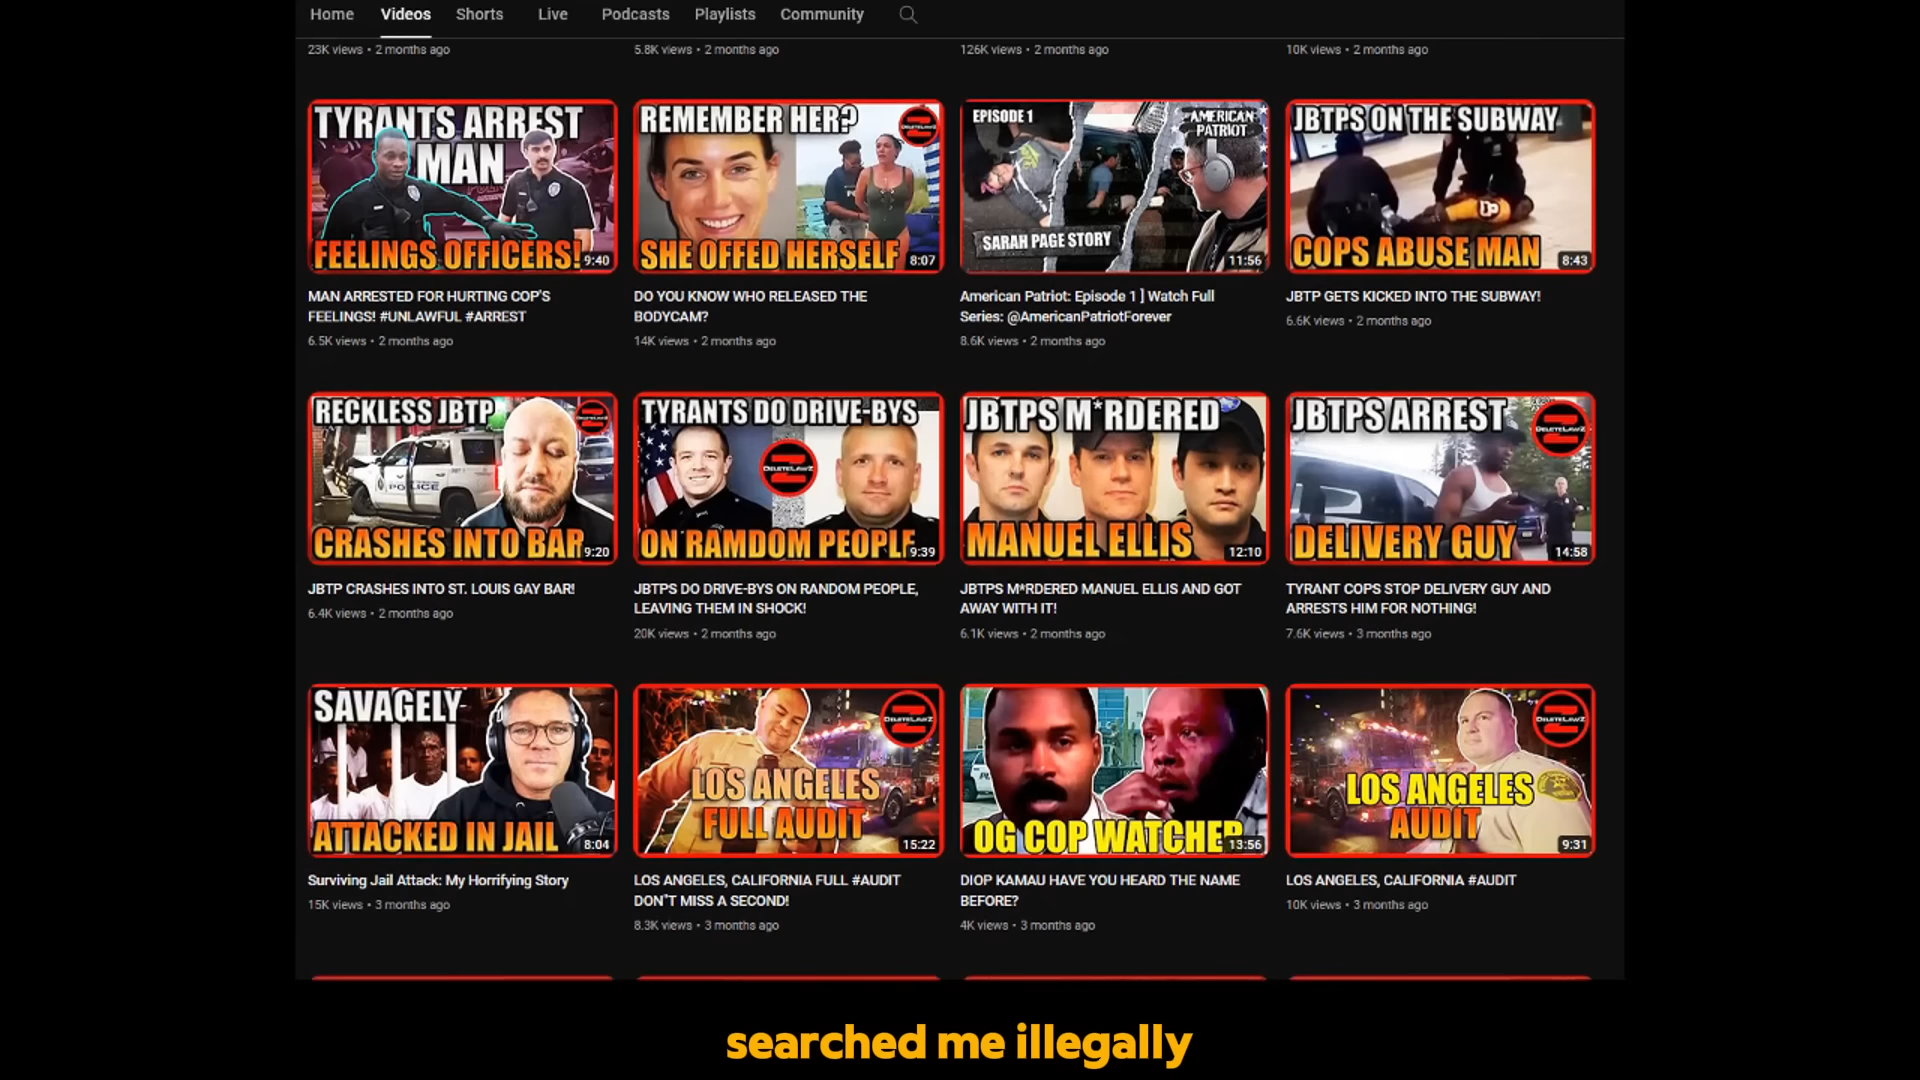 Home Videos Shorts Live Podcasts Playlists Community
23K views • 2 months ago
5.8K views • 2 months ago
126K views • 2 months ago
10K views • 2 months ago
TYRANTS ARREST
MAN
FEELINGS OFFICERS!
9:40
MAN ARRESTED FOR HURTING COP'S
FEELINGS! #UNLAWFUL #ARREST
6.5K views • 2 months ago
REMEMBER HER?
DELETELAWZ
SHE OFFED HERSELF
8:07
DO YOU KNOW WHO RELEASED THE
BODYCAM?
14K views • 2 months ago
EPISODE 1
AMERICAN
PATRIOT
SARAH PAGE STORY
11:56
American Patriot: Episode 1 ] Watch Full
Series: @AmericanPatriotForever
8.6K views • 2 months ago
JBTPS ON THE SUBWAY
COPS ABUSE MAN
8:43
JBTP GETS KICKED INTO THE SUBWAY!
6.6K views • 2 months ago
RECKLESS JBTP
DELETELAWZ
POLICE
CRASHES INTO BAR
9:20
JBTP CRASHES INTO ST. LOUIS GAY BAR!
6.4K views • 2 months ago
TYRANTS DO DRIVE-BYS
DELETELAWZ
ON RAMDOM PEOPLE
9:39
JBTPS DO DRIVE-BYS ON RANDOM PEOPLE,
LEAVING THEM IN SHOCK!
20K views • 2 months ago
JBTPS M*RDERED
MANUEL ELLIS
12:10
JBTPS M*RDERED MANUEL ELLIS AND GOT
AWAY WITH IT!
6.1K views • 2 months ago
JBTPS ARREST
DELETELAWZ
DELIVERY GUY
14:58
TYRANT COPS STOP DELIVERY GUY AND
ARRESTS HIM FOR NOTHING!
7.6K views • 3 months ago
SAVAGELY
ATTACKED IN JAIL
8:04
Surviving Jail Attack: My Horrifying Story
15K views • 3 months ago
DELETELAWZ
LOS ANGELES
FULL AUDIT
15:22
LOS ANGELES, CALIFORNIA FULL #AUDIT
DON'T MISS A SECOND!
8.3K views • 3 months ago
OG COP WATCHER
13:56
DIOP KAMAU HAVE YOU HEARD THE NAME
BEFORE?
4K views • 3 months ago
DELETELAWZ
LOS ANGELES
AUDIT
9:31
LOS ANGELES, CALIFORNIA #AUDIT
10K views • 3 months ago
searched me illegally